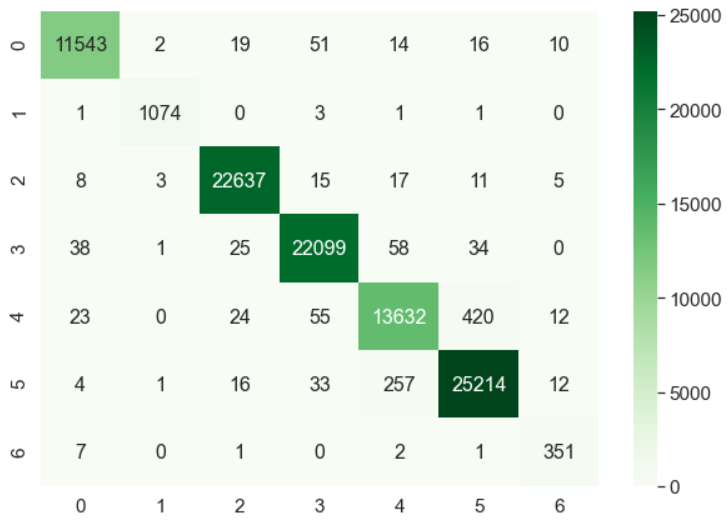 0 11543 2 19 51 14 16 10
1 1 1074 0 3 1 1 0
2 8 3 22637 15 17 11 5
3 38 1 25 22099 58 34 0
4 23 0 24 55 13632 420 12
5 4 1 16 33 257 25214 12
6 7 0 1 0 2 1 351
0 1 2 3 4 5 6
25000
20000
15000
10000
5000
0